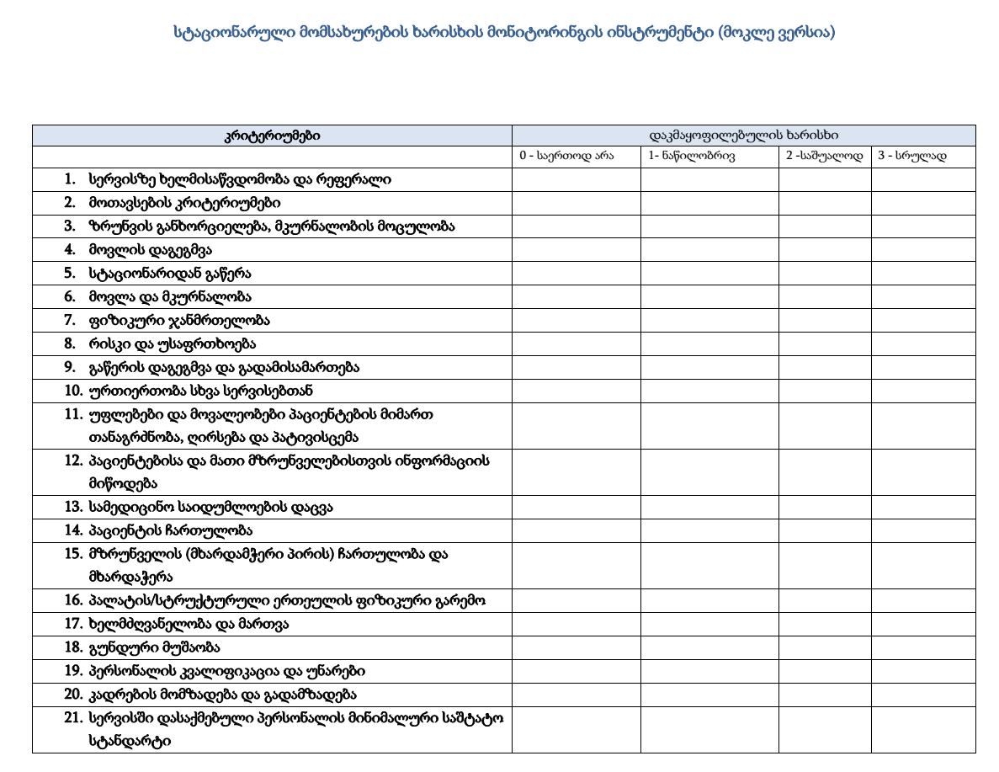 სტაციონარული მომსახურების ხარისხის მონიტორინგის ინსტრუმენტი (მოკლე ვერსია)
კრიტერიუმები დაკმაყოფილებულის ხარისხი
0 - საერთოდ არა 1- ნაწილობრივ 2 -საშუალოდ 3 - სრულად
1. სერვისზე ხელმისაწვდომობა და რეფერალი
2. მოთავსების კრიტერიუმები
3. ზრუნვის განხორციელება, მკურნალობის მოცულობა
4. მოვლის დაგეგმვა
5. სტაციონარიდან გაწერა
6. მოვლა და მკურნალობა
7. ფიზიკური ჯანმრთელობა
8. რისკი და უსაფრთხოება
9. გაწერის დაგეგმვა და გადამისამართება
10. ურთიერთობა სხვა სერვისებთან
11. უფლებები და მოვალეობები პაციენტების მიმართ
თანაგრძნობა, ღირსება და პატივისცემა
12. პაციენტებისა და მათი მზრუნველებისთვის ინფორმაციის
მიწოდება
13. სამედიცინო საიდუმლოების დაცვა
14. პაციენტის ჩართულობა
15. მზრუნველის (მხარდამჭერი პირის) ჩართულობა და
მხარდაჭერა
16. პალატის/სტრუქტურული ერთეულის ფიზიკური გარემო
17. ხელმძღვანელობა და მართვა
18. გუნდური მუშაობა
19. პერსონალის კვალიფიკაცია და უნარები
20. კადრების მომზადება და გადამზადება
21. სერვისში დასაქმებული პერსონალის მინიმალური საშტატო
სტანდარტი